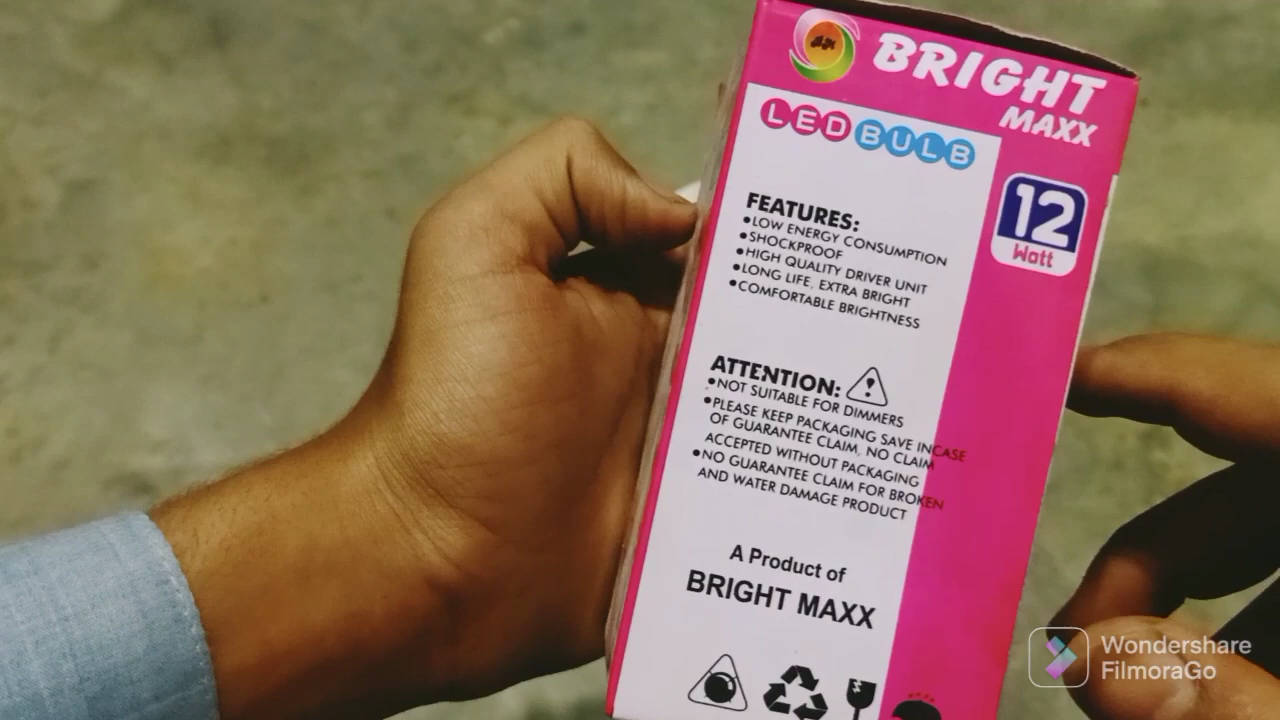 BRIGHT
MAXX
LED BULB
12
Watt
FEATURES:
•LOW ENERGY CONSUMPTION
•SHOCKPROOF
•HIGH QUALITY DRIVER UNIT
•LONG LIFE, EXTRA BRIGHT
•COMFORTABLE BRIGHTNESS
ATTENTION:
•NOT SUITABLE FOR DIMMERS
•PLEASE KEEP PACKAGING SAVE INCASE
OF GUARANTEE CLAIM, NO CLAIM
ACCEPTED WITHOUT PACKAGING
•NO GUARANTEE CLAIM FOR BROKEN
AND WATER DAMAGE PRODUCT
A Product of
BRIGHT MAXX
Wondershare
FilmoraGo